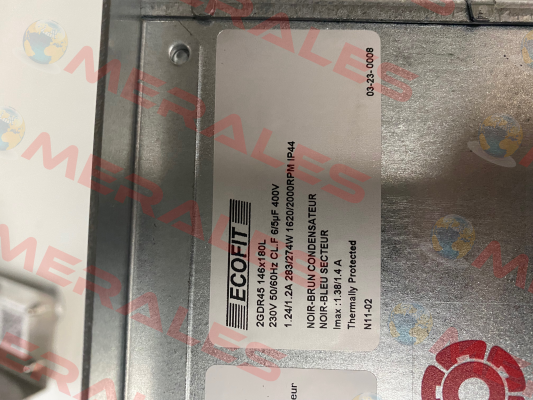 ECOFIT
2GDR45 146x180L
230V 50/60Hz CL.F 6/5µF 400V
1.24/1.2A 283/274W 1620/2000RPM IP44
NOIR-BRUN CONDENSATEUR
NOIR-BLEU SECTEUR
Imax :1.38/1.4 A
Thermally Protected
N11-02
03-23-0008
eur
MERALES
MERALES
MERALES